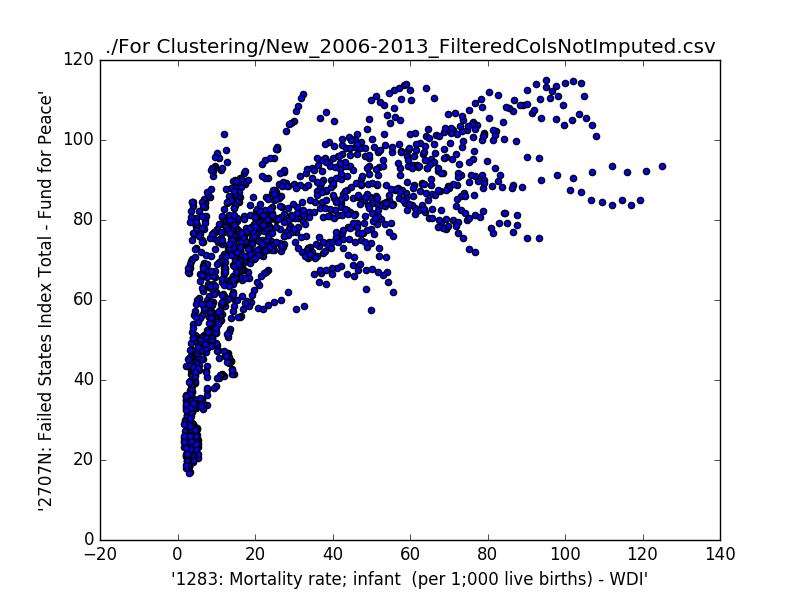 ./For Clustering/New_2006-2013_FilteredColsNotImputed.csv
120
100
80
60
40
20
0
'2707N: Failed States Index Total - Fund for Peace'
−20 0 20 40 60 80 100 120 140
'1283: Mortality rate; infant  (per 1;000 live births) - WDI'